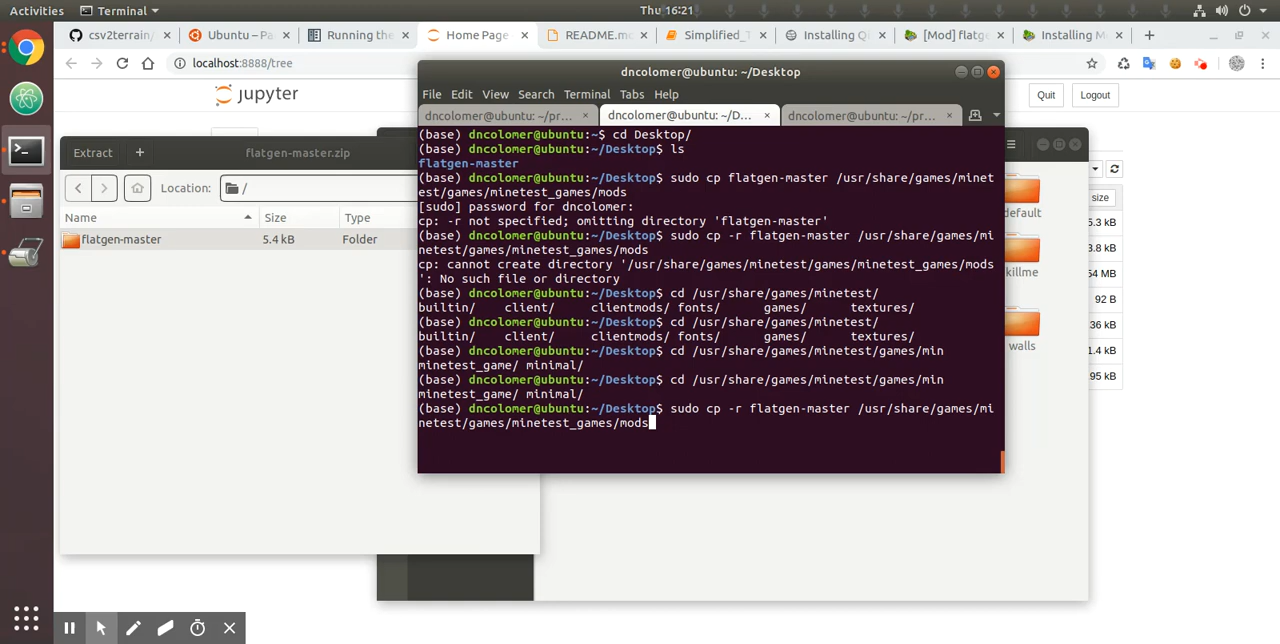 Activities
Terminal
Thu 16:21
csv2terrain/
Ubuntu – Pa
Running the
Home Page
README.m
Simplified_T
Installing Q
[Mod] flatge
Installing M
localhost:8888/tree
jupyter
Quit
Logout
dncolomer@ubuntu: ~/Desktop
File Edit View Search Terminal Tabs Help
dncolomer@ubuntu: ~/pr...
dncolomer@ubuntu: ~/D...
dncolomer@ubuntu: ~/pr...
(base) dncolomer@ubuntu:~$ cd Desktop/
(base) dncolomer@ubuntu:~/Desktop$ ls
flatgen-master
(base) dncolomer@ubuntu:~/Desktop$ sudo cp flatgen-master /usr/share/games/minet
est/games/minetest_games/mods
[sudo] password for dncolomer:
cp: -r not specified; omitting directory 'flatgen-master'
(base) dncolomer@ubuntu:~/Desktop$ sudo cp -r flatgen-master /usr/share/games/mi
netest/games/minetest_games/mods
cp: cannot create directory '/usr/share/games/minetest/games/minetest_games/mods
': No such file or directory
(base) dncolomer@ubuntu:~/Desktop$ cd /usr/share/games/minetest/
builtin/ client/ clientmods/ fonts/ games/ textures/
(base) dncolomer@ubuntu:~/Desktop$ cd /usr/share/games/minetest/
builtin/ client/ clientmods/ fonts/ games/ textures/
(base) dncolomer@ubuntu:~/Desktop$ cd /usr/share/games/minetest/games/min
minetest_game/ minimal/
(base) dncolomer@ubuntu:~/Desktop$ cd /usr/share/games/minetest/games/min
minetest_game/ minimal/
(base) dncolomer@ubuntu:~/Desktop$ sudo cp -r flatgen-master /usr/share/games/mi
netest/games/minetest_games/mods
Extract
flatgen-master.zip
Location:
/
Name
Size
Type
flatgen-master
5.4 kB
Folder
default
killme
walls
size
5.3 kB
3.8 kB
54 MB
92 B
36 kB
1.4 kB
95 kB